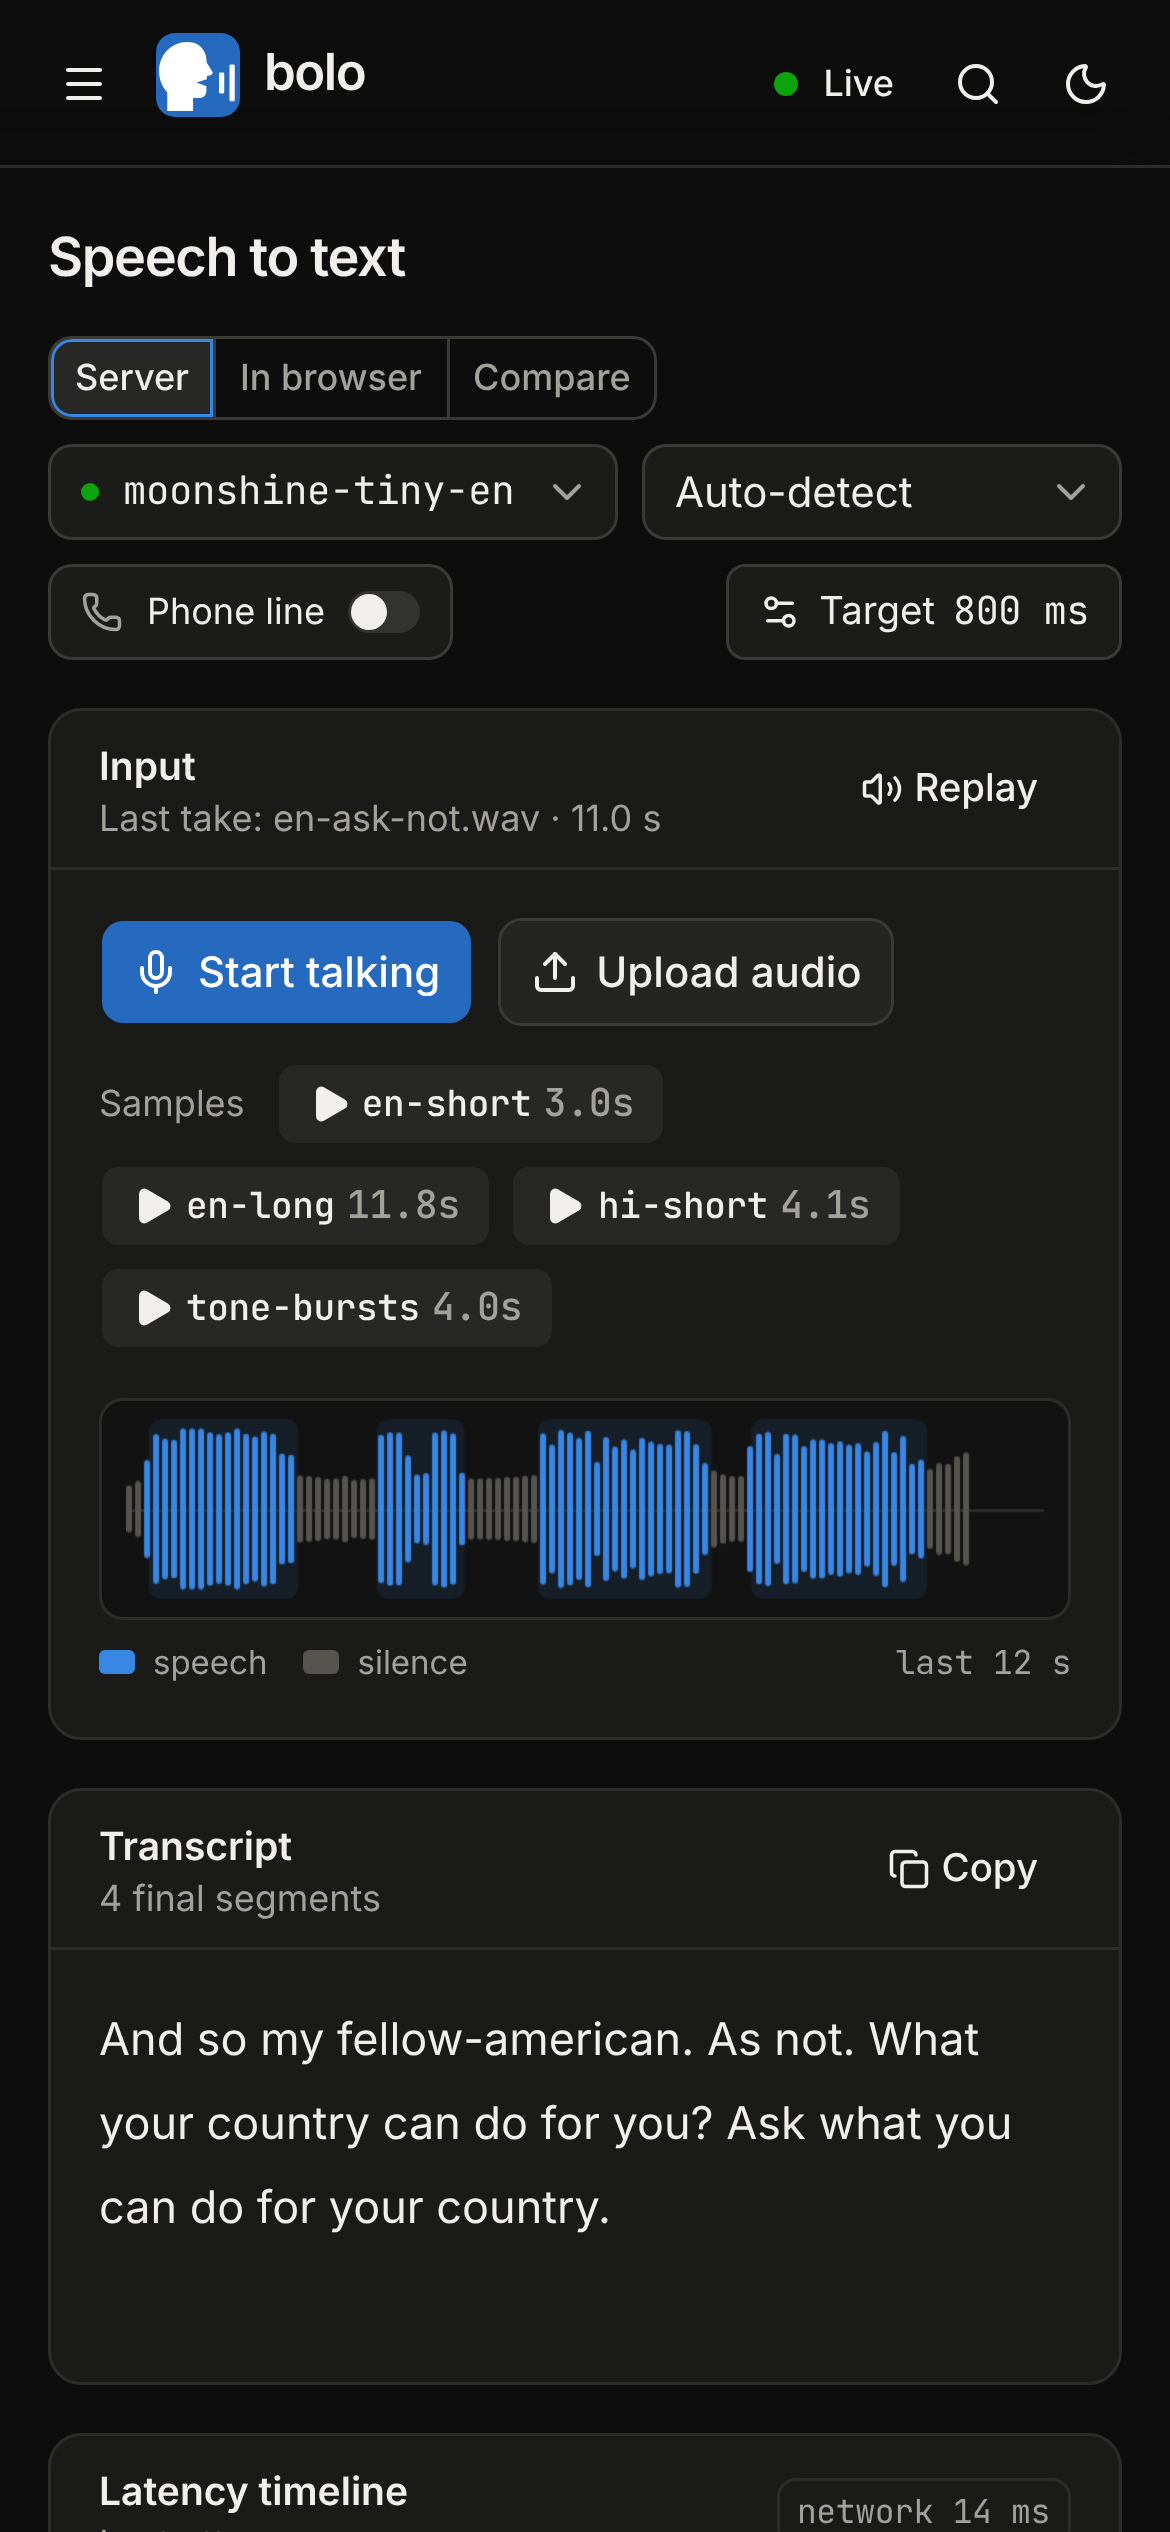 bolo
Live
Speech to text
Server
In browser
Compare
moonshine-tiny-en
Auto-detect
Phone line
Target 800 ms
Input
Last take: en-ask-not.wav · 11.0 s
Replay
Start talking
Upload audio
Samples
en-short 3.0s
en-long 11.8s
hi-short 4.1s
tone-bursts 4.0s
speech
silence
last 12 s
Transcript
4 final segments
Copy
And so my fellow-american. As not. What
your country can do for you? Ask what you
can do for your country.
Latency timeline
network 14 ms